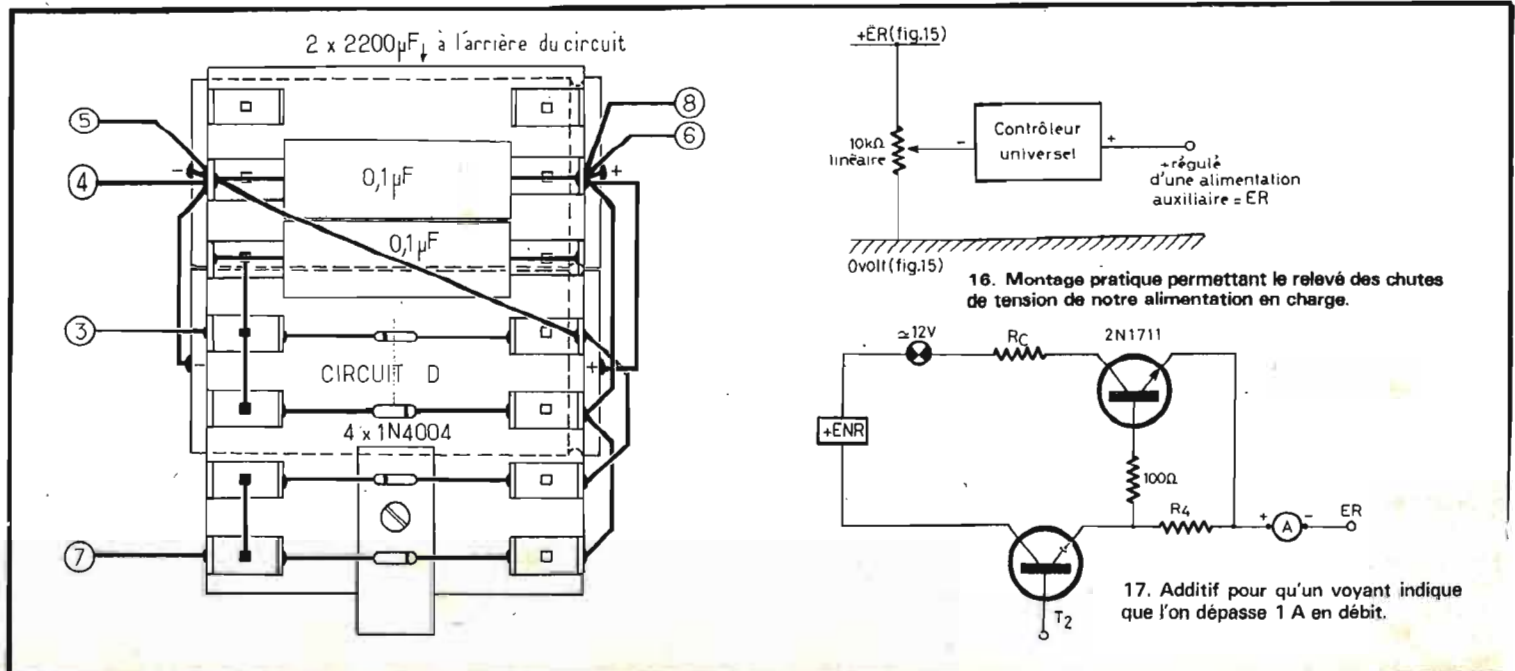 2 x 2200µF à l'arrière du circuit
5
4
3
7
8
6
-
+
0,1µF
0,1µF
-
+
CIRCUIT D
4 x 1N4004
+ER(fig.15)
10kΩ
linéaire
-
Contrôleur
universel
+
+régulé
d'une alimentation
auxiliaire = ER
0volt(fig.15)
16. Montage pratique permettant le relevé des chutes
de tension de notre alimentation en charge.
≃12V
RC
2N1711
+ENR
100Ω
R4
+
A
-
ER
T2
17. Additif pour qu'un voyant indique
que l'on dépasse 1 A en débit.